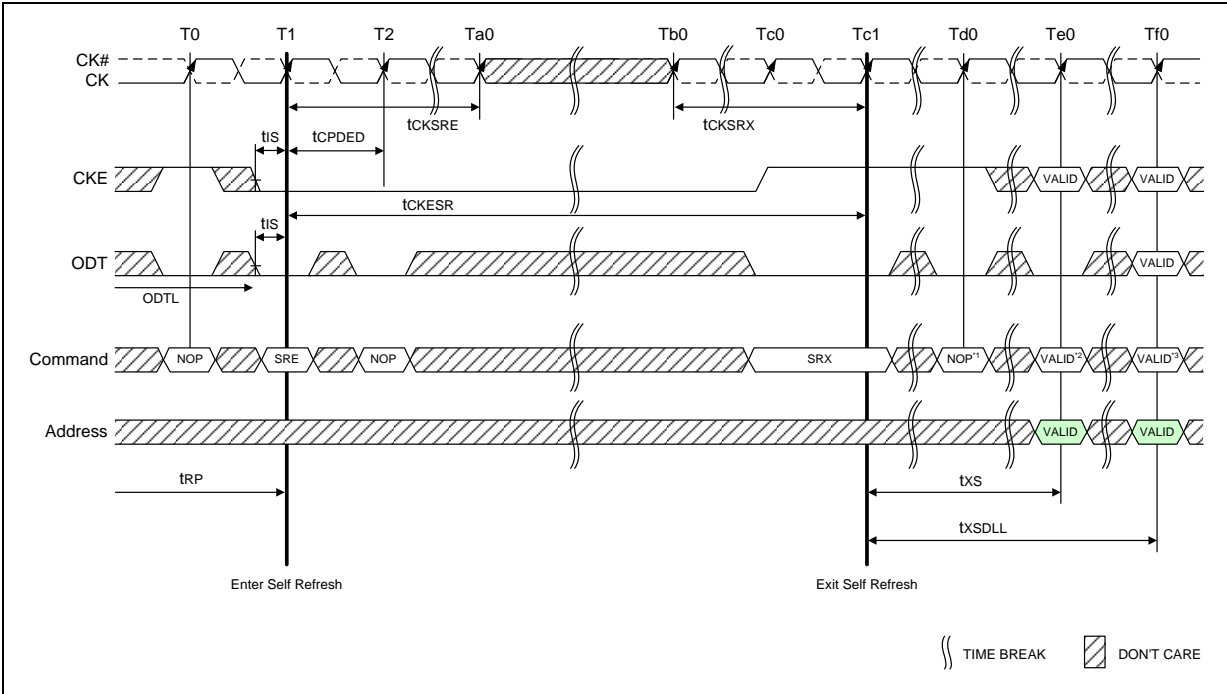 T0 T1 T2 Ta0 Tb0 Tc0 Tc1 Td0 Te0 Tf0
CK#
CK
tCKSRE tCKSRX
tIS tCPDED
CKE VALID VALID
tCKESR
tIS
ODT VALID
ODTL
Command NOP SRE NOP SRX NOP*1 VALID*2 VALID*3
Address VALID VALID
tRP tXS
tXSDLL
Enter Self Refresh Exit Self Refresh
TIME BREAK DON'T CARE